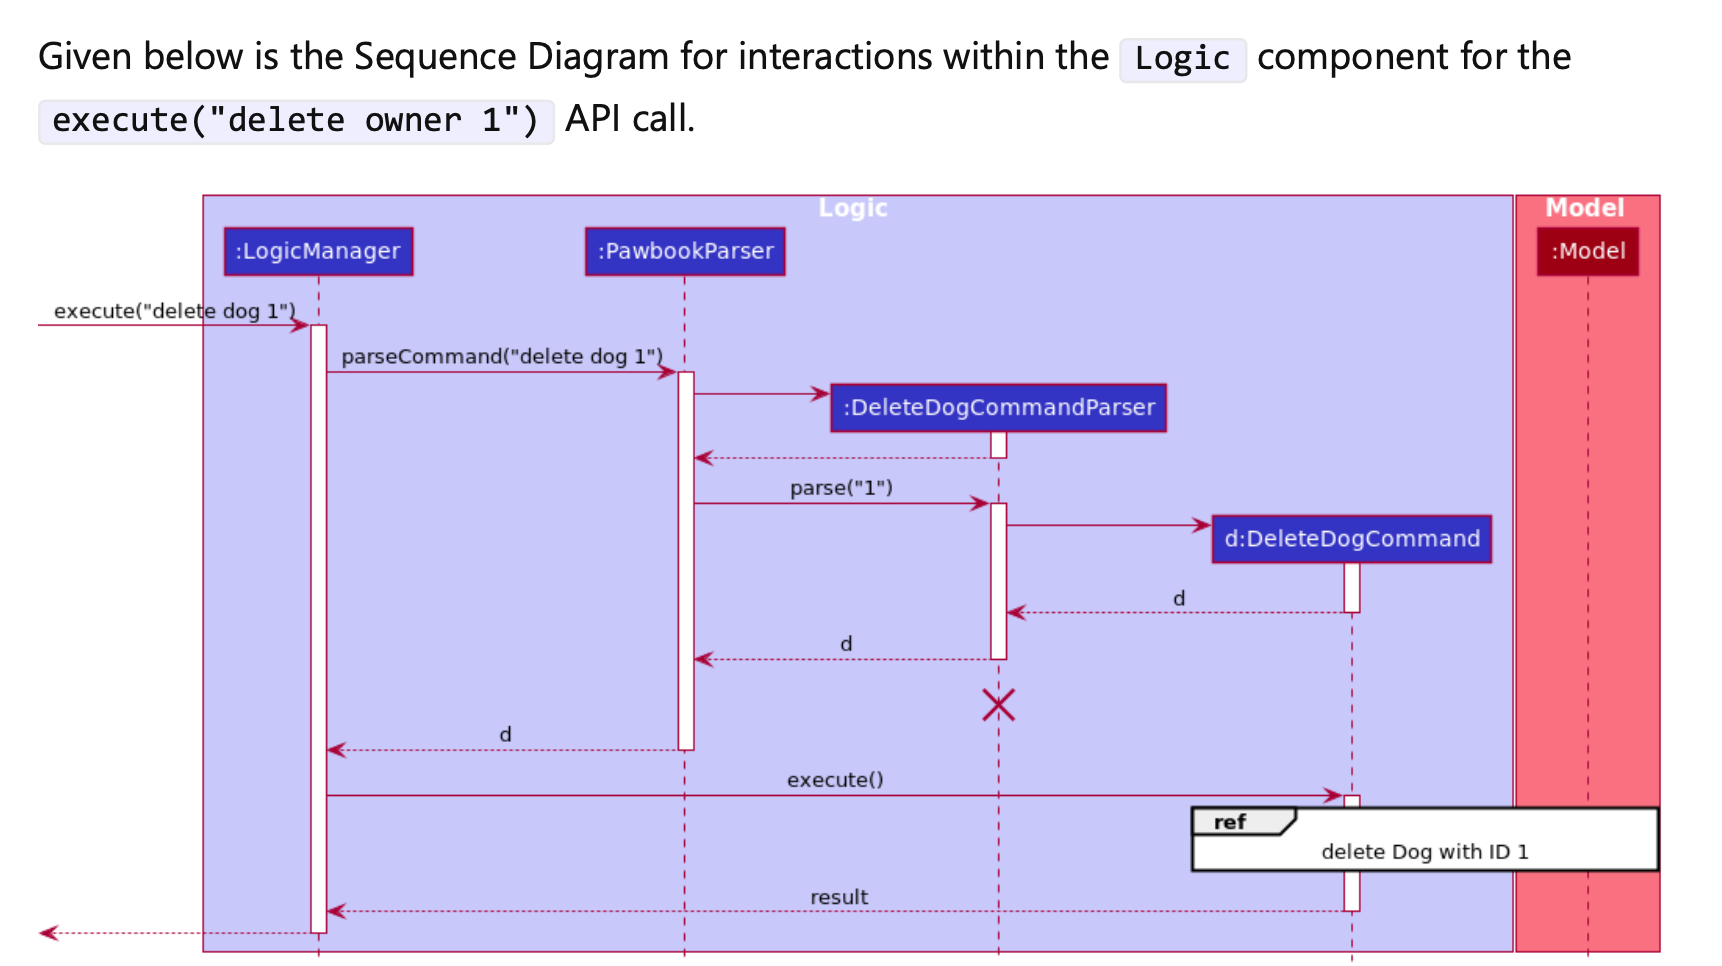 Given below is the Sequence Diagram for interactions within the Logic component for the
execute("delete owner 1") API call.
Logic
Model
:LogicManager
:PawbookParser
:Model
execute("delete dog 1")
parseCommand("delete dog 1")
:DeleteDogCommandParser
parse("1")
d:DeleteDogCommand
d
d
d
execute()
ref
delete Dog with ID 1
result